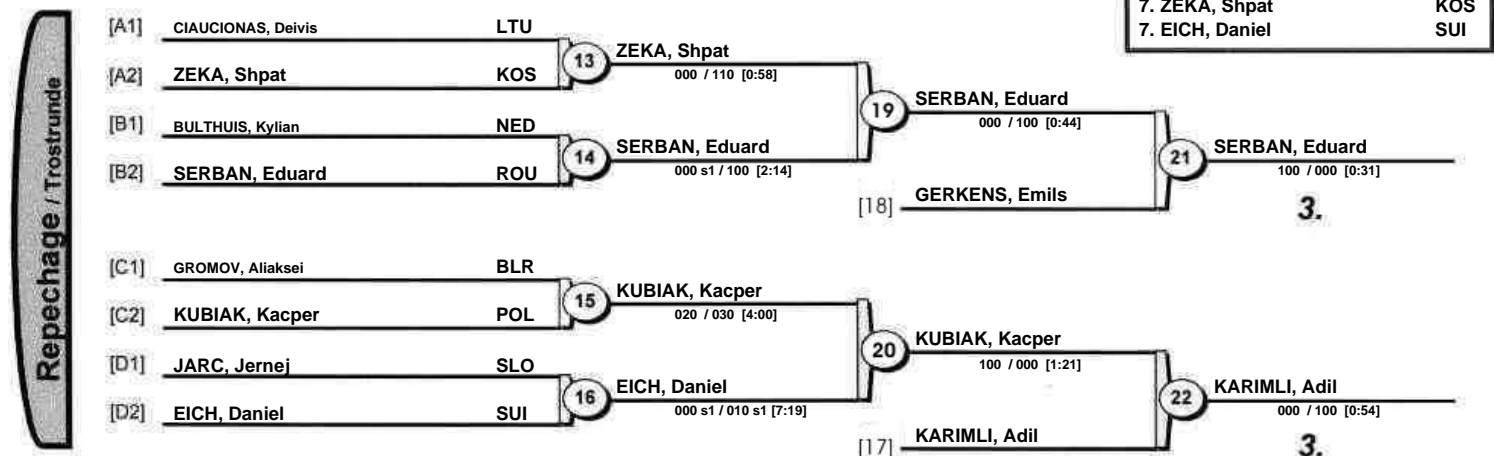 7. ZEKA, Shpat KOS
7. EICH, Daniel SUI
Repechage / Trostrunde
[A1] CIAUCIONAS, Deivis LTU
13 ZEKA, Shpat
000 / 110 [0:58]
[A2] ZEKA, Shpat KOS
19 SERBAN, Eduard
000 / 100 [0:44]
[B1] BULTHUIS, Kylian NED
14 SERBAN, Eduard
000 s1 / 100 [2:14]
[B2] SERBAN, Eduard ROU
21 SERBAN, Eduard
100 / 000 [0:31]
[18] GERKENS, Emils
3.
[C1] GROMOV, Aliaksei BLR
15 KUBIAK, Kacper
020 / 030 [4:00]
[C2] KUBIAK, Kacper POL
20 KUBIAK, Kacper
100 / 000 [1:21]
[D1] JARC, Jernej SLO
16 EICH, Daniel
000 s1 / 010 s1 [7:19]
[D2] EICH, Daniel SUI
22 KARIMLI, Adil
000 / 100 [0:54]
[17] KARIMLI, Adil
3.